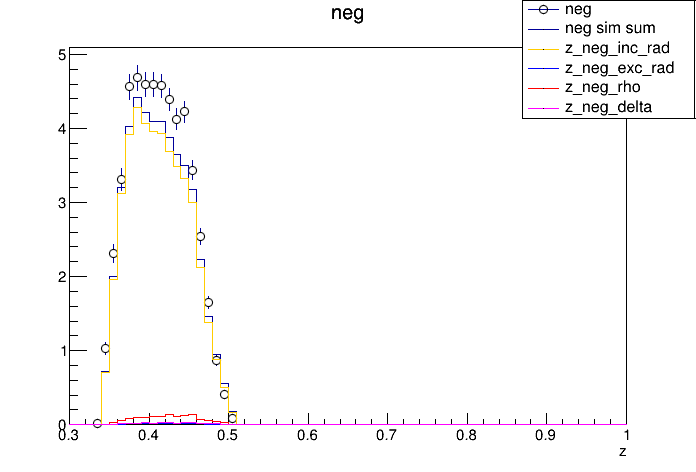 neg
neg
neg sim sum
z_neg_inc_rad
z_neg_exc_rad
z_neg_rho
z_neg_delta
5
4
3
2
1
0
0.3 0.4 0.5 0.6 0.7 0.8 0.9 1
z